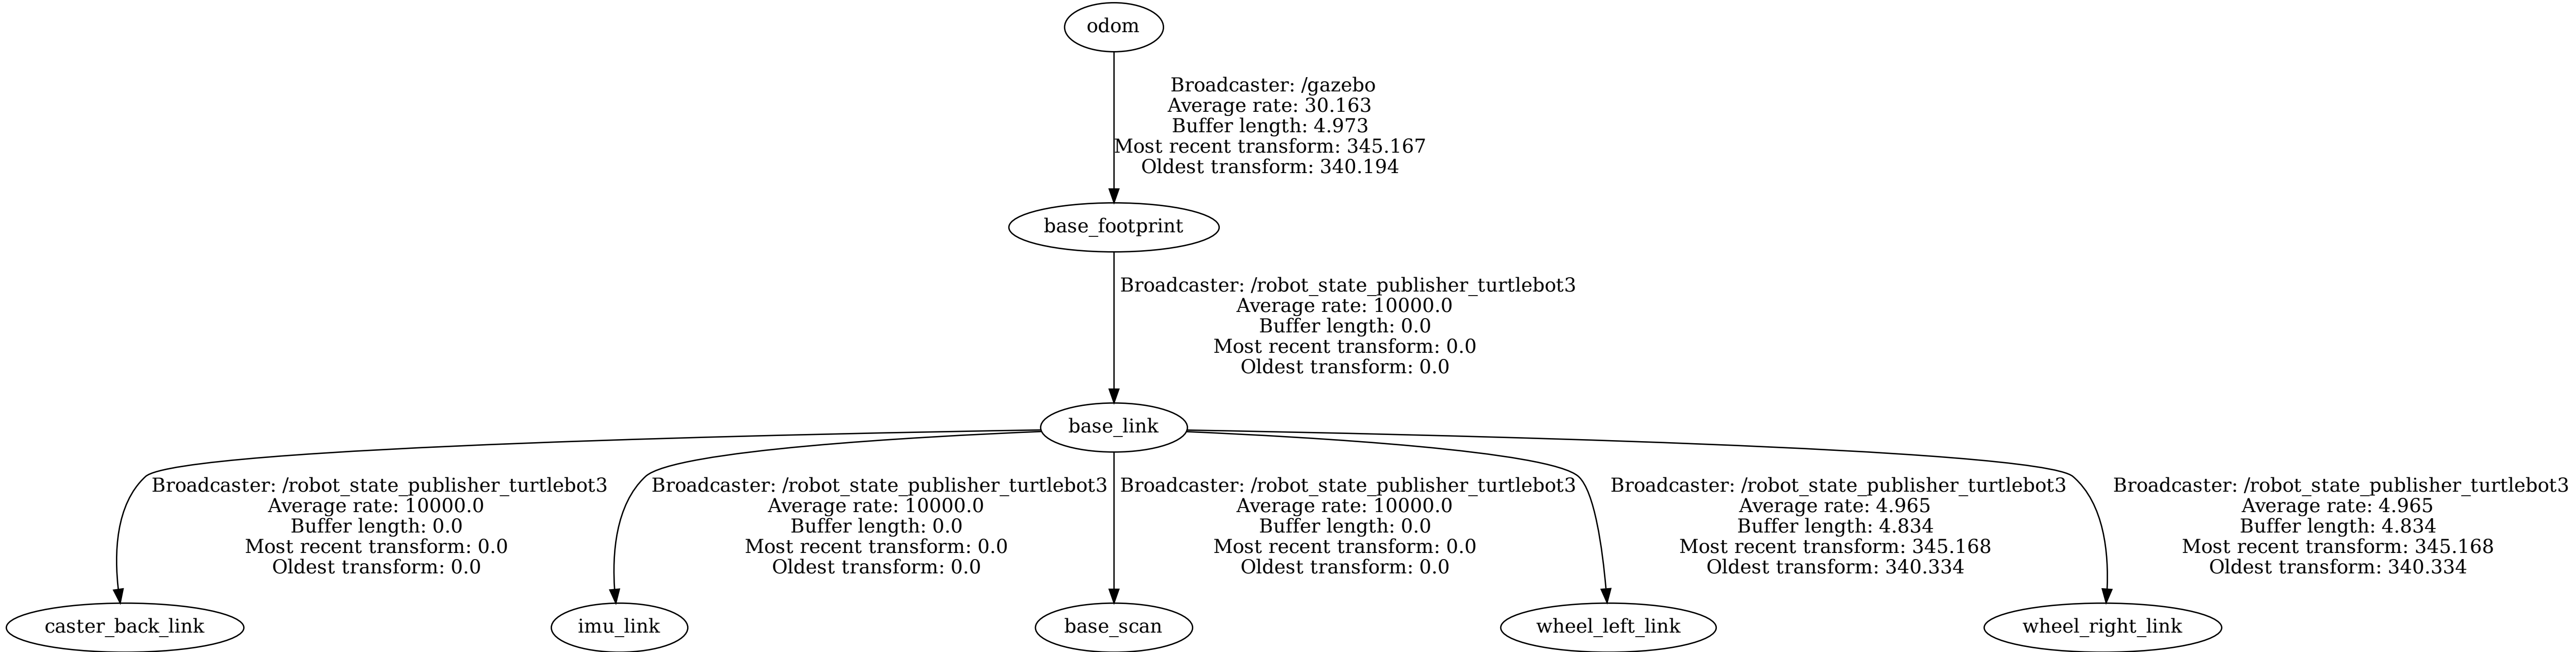 odom
Broadcaster: /gazebo
Average rate: 30.163
Buffer length: 4.973
Most recent transform: 345.167
Oldest transform: 340.194
base_footprint
Broadcaster: /robot_state_publisher_turtlebot3
Average rate: 10000.0
Buffer length: 0.0
Most recent transform: 0.0
Oldest transform: 0.0
base_link
Broadcaster: /robot_state_publisher_turtlebot3
Average rate: 10000.0
Buffer length: 0.0
Most recent transform: 0.0
Oldest transform: 0.0
Broadcaster: /robot_state_publisher_turtlebot3
Average rate: 10000.0
Buffer length: 0.0
Most recent transform: 0.0
Oldest transform: 0.0
Broadcaster: /robot_state_publisher_turtlebot3
Average rate: 10000.0
Buffer length: 0.0
Most recent transform: 0.0
Oldest transform: 0.0
Broadcaster: /robot_state_publisher_turtlebot3
Average rate: 4.965
Buffer length: 4.834
Most recent transform: 345.168
Oldest transform: 340.334
Broadcaster: /robot_state_publisher_turtlebot3
Average rate: 4.965
Buffer length: 4.834
Most recent transform: 345.168
Oldest transform: 340.334
caster_back_link
imu_link
base_scan
wheel_left_link
wheel_right_link